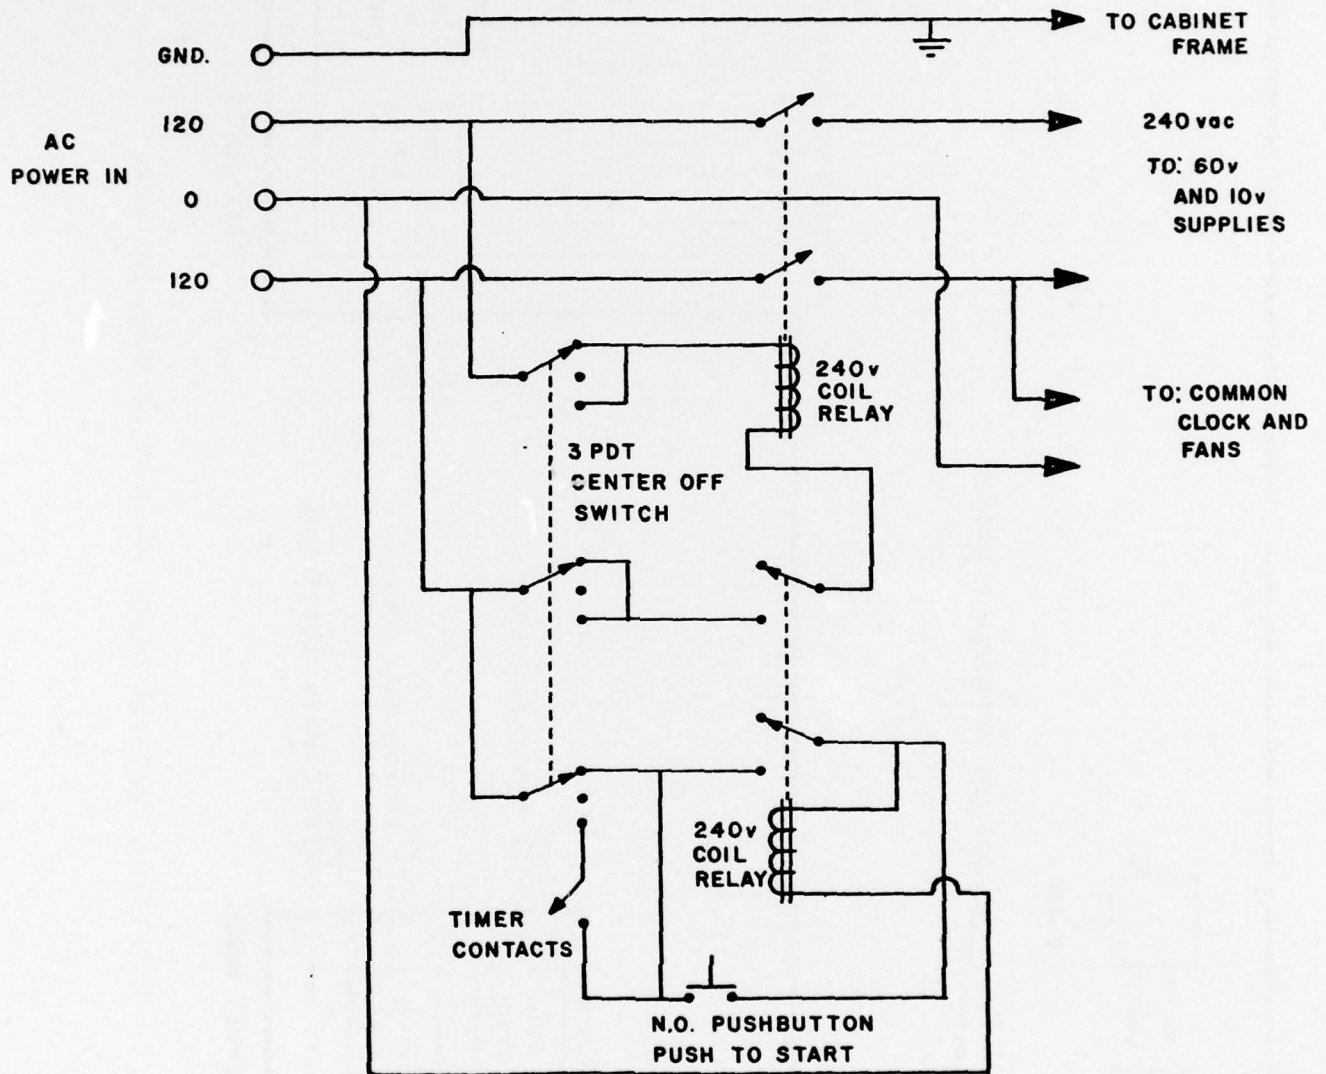 TO CABINET
FRAME
GND.
120
240 vac
AC
POWER IN
TO: 60v
AND 10v
SUPPLIES
0
120
240v
COIL
RELAY
TO: COMMON
CLOCK AND
FANS
3 PDT
CENTER OFF
SWITCH
240v
COIL
RELAY
TIMER
CONTACTS
N.O. PUSHBUTTON
PUSH TO START